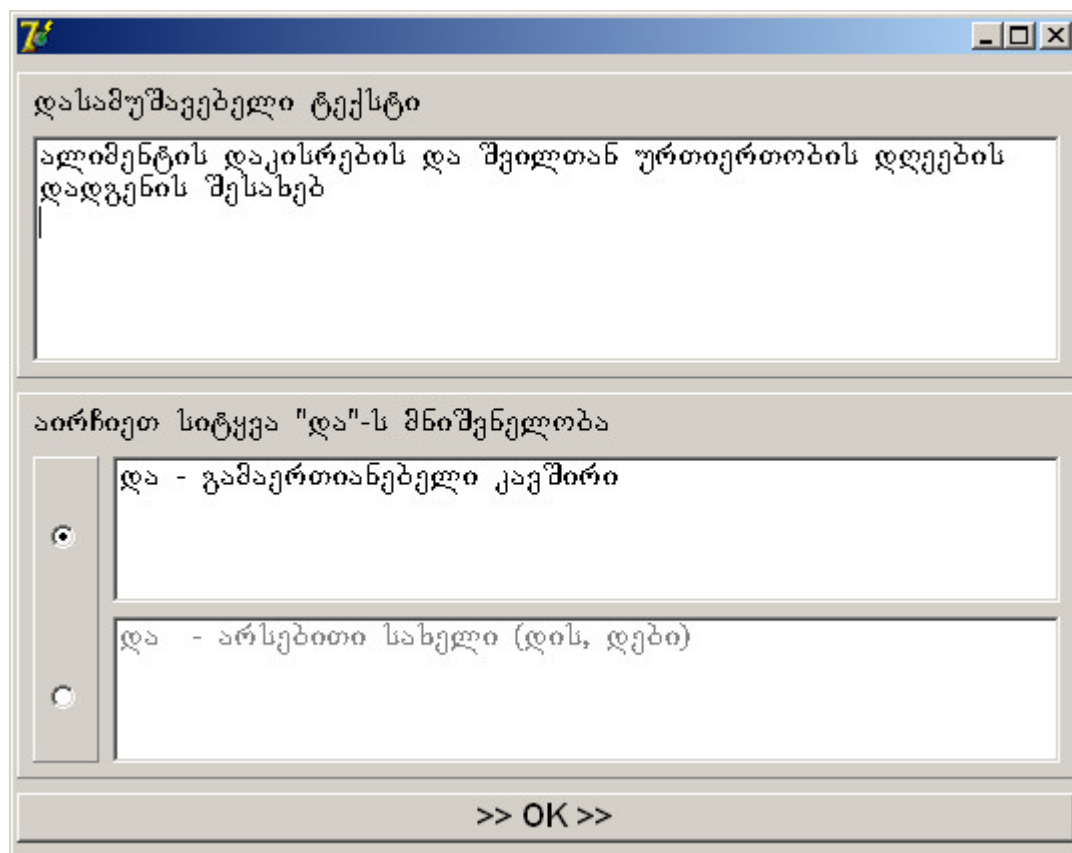 დასამუშავებელი ტექსტი
ალიმენტის დაკისრების და შვილთან ურთიერთობის დღეების
დადგენის შესახებ
აირჩიეთ სიტყვა "და"-ს მნიშვნელობა
და - გამაერთიანებელი კავშირი
და - არსებითი სახელი (დის, დები)
>> OK >>